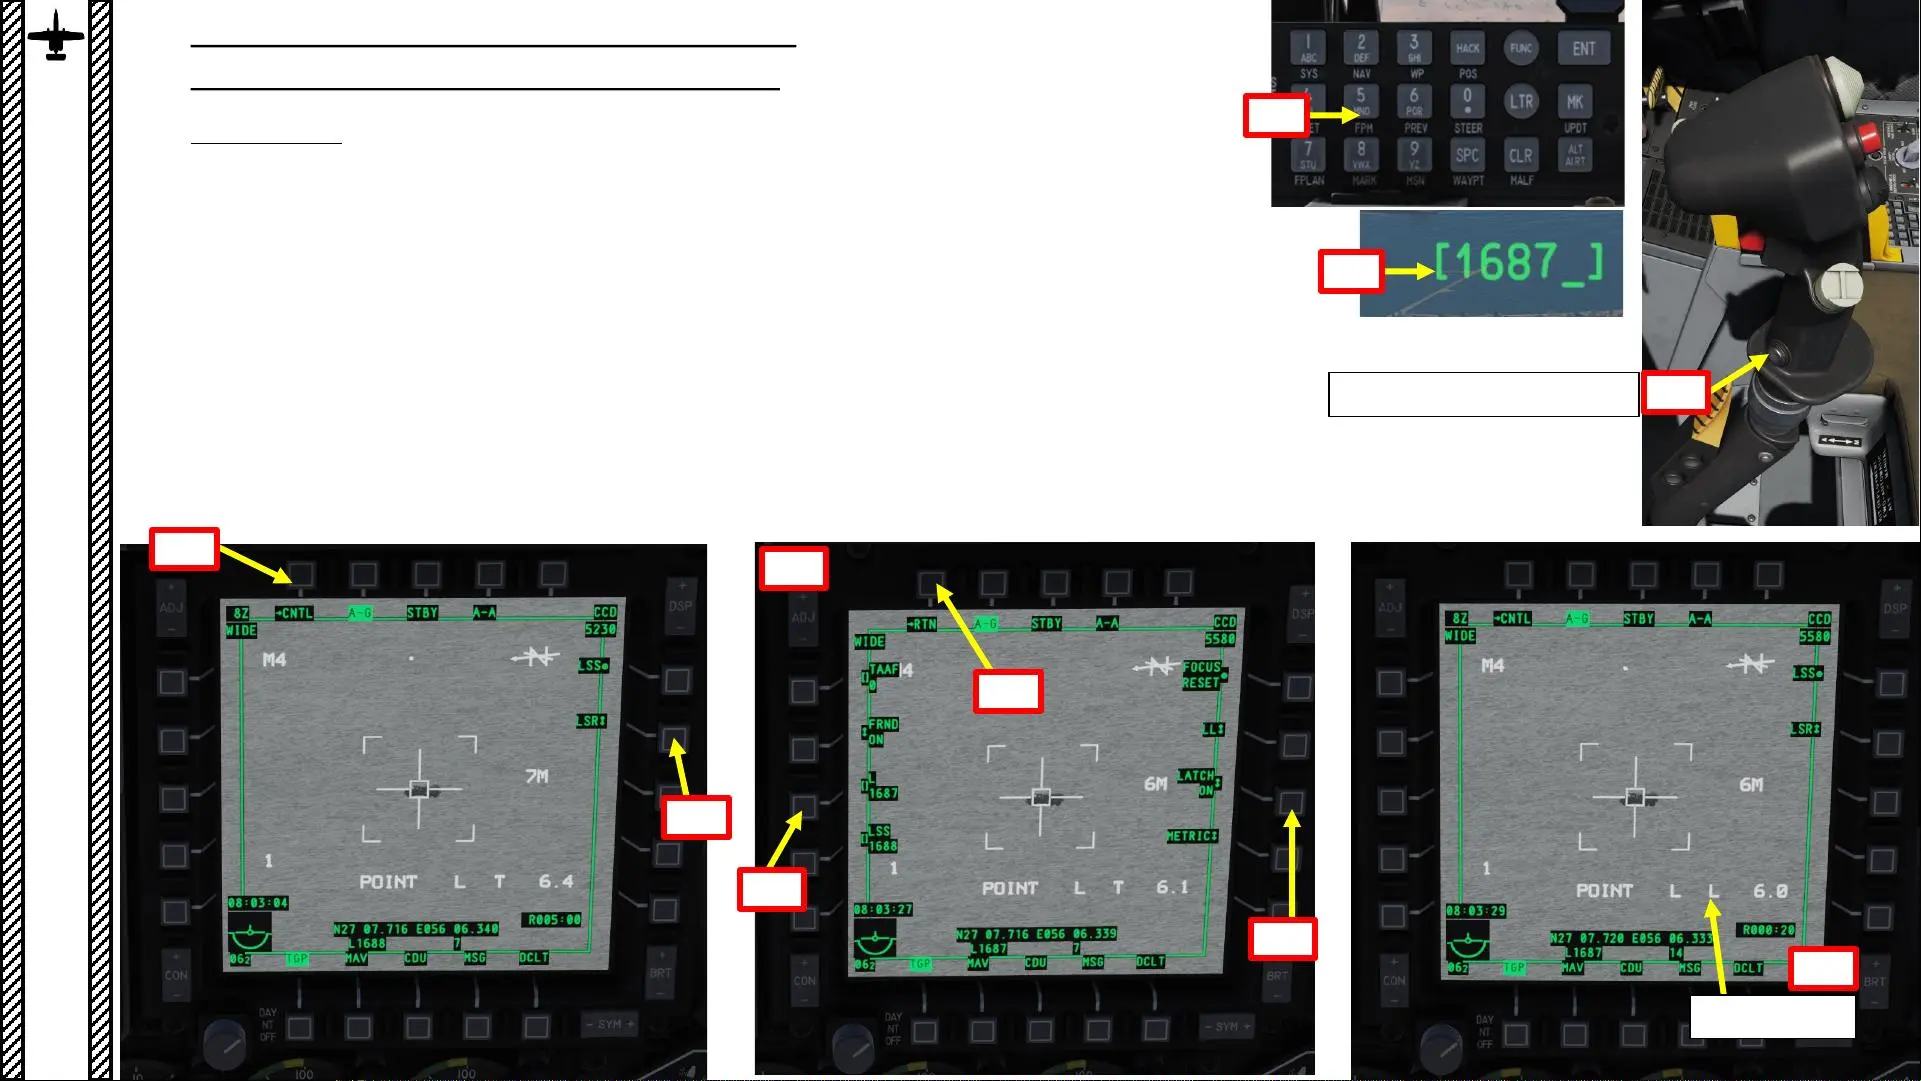 1 ABC
2 DEF
3 GHI
HACK
FUNC
ENT
SYS
NAV
WP
POS
5
6 PQR
0
LTR
MK
ET
FPM
PREV
STEER
UPDT
7 STU
8 VWX
9 YZ
SPC
CLR
ALT ALRT
FPLAN
MARK
MSN
WAYPT
MALF
[1687_]
ADJ
DSP
8Z
→CNTL
A-G
STBY
A-A
CCD
WIDE
5230
M4
N
LSS●
LSR↕
7M
1
POINT L T 6.4
08:03:04
R005:00
N27 07.716 E056 06.340
L1688 7
062
TGP
MAV
CDU
MSG
DCLT
CON
BRT
DAY
NT
OFF
- SYM +
100
100
ADJ
DSP
→RTN
A-G
STBY
A-A
CCD
WIDE
5580
[]TAAF 4
0
N
FOCUS
RESET
↕FRND
ON
LL↕
[]L
1687
6M
LATCH
ON
[]LSS
1688
METRIC↕
1
POINT L T 6.1
08:03:27
N27 07.716 E056 06.339
L1687 7
062
TGP
MAV
CDU
MSG
DCLT
CON
BRT
DAY
NT
OFF
- SYM +
100
ADJ
DSP
8Z
→CNTL
A-G
STBY
A-A
CCD
WIDE
5580
M4
N
LSS●
LSR↕
6M
1
POINT L L 6.0
08:03:29
R000:20
N27 07.720 E056 06.333
L1687 14
062
TGP
MAV
CDU
MSG
DCLT
CON
BRT
DAY
NT
OFF
100